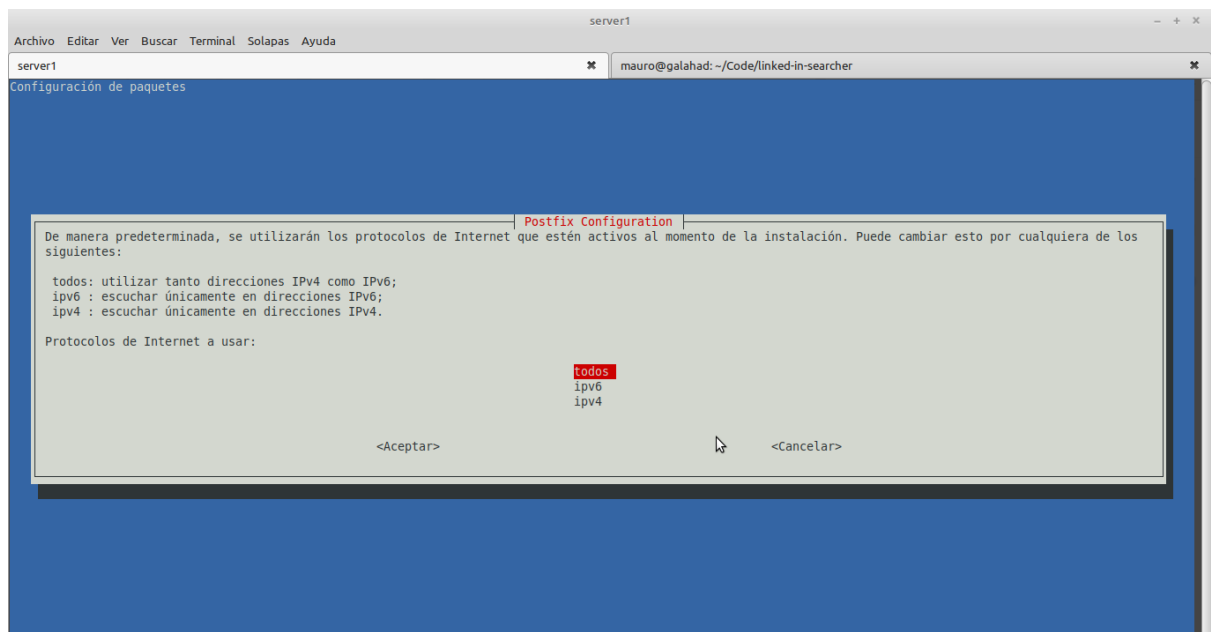 server1
Archivo Editar Ver Buscar Terminal Solapas Ayuda
server1
mauro@galahad: ~/Code/linked-in-searcher
Configuración de paquetes
Postfix Configuration
De manera predeterminada, se utilizarán los protocolos de Internet que estén activos al momento de la instalación. Puede cambiar esto por cualquiera de los
siguientes:
todos: utilizar tanto direcciones IPv4 como IPv6;
ipv6 : escuchar únicamente en direcciones IPv6;
ipv4 : escuchar únicamente en direcciones IPv4.
Protocolos de Internet a usar:
todos
ipv6
ipv4
<Aceptar> <Cancelar>